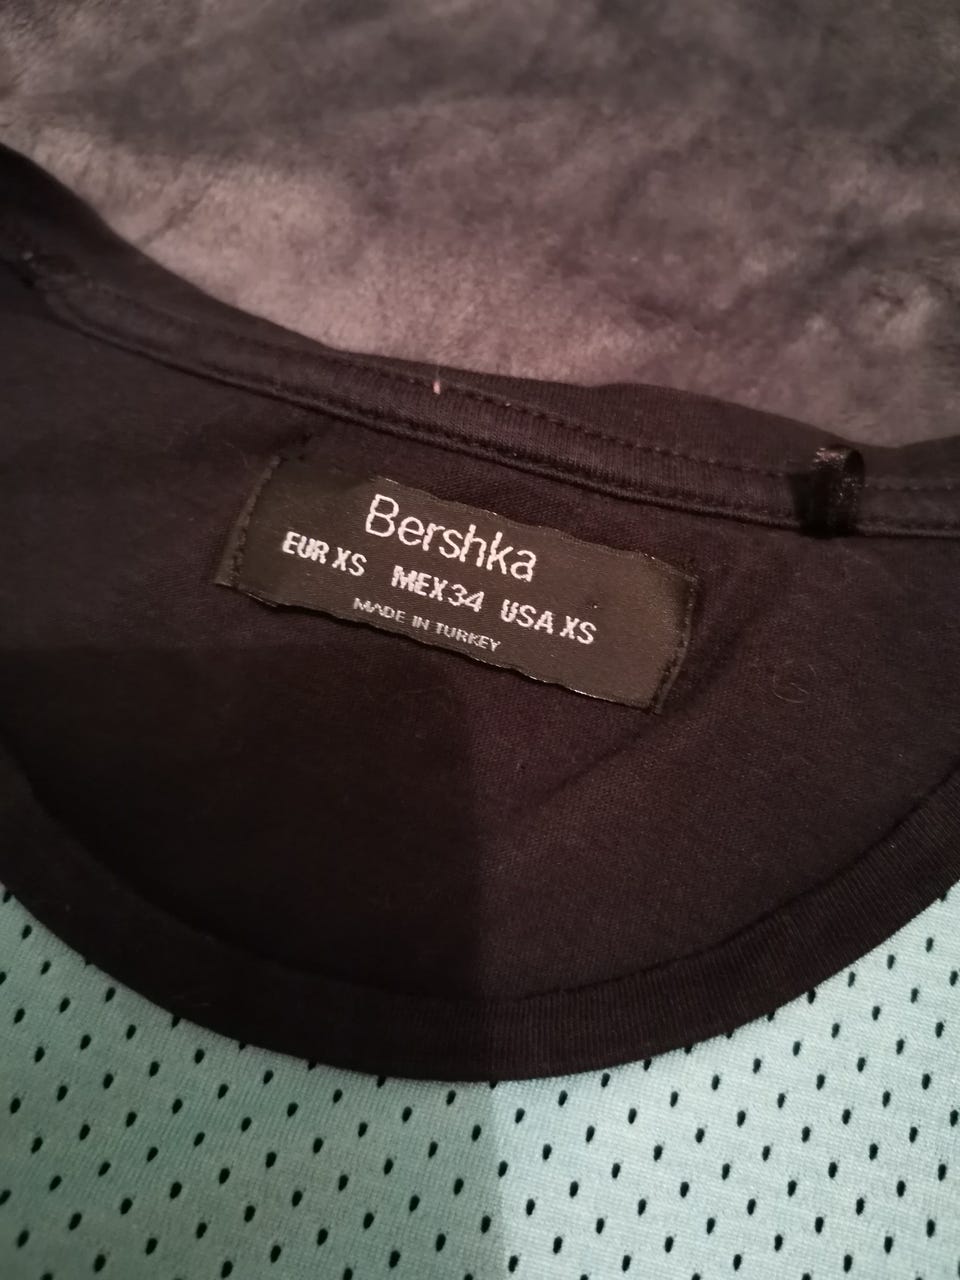 Bershka
EUR XS MEX 34 USA XS
MADE IN TURKEY